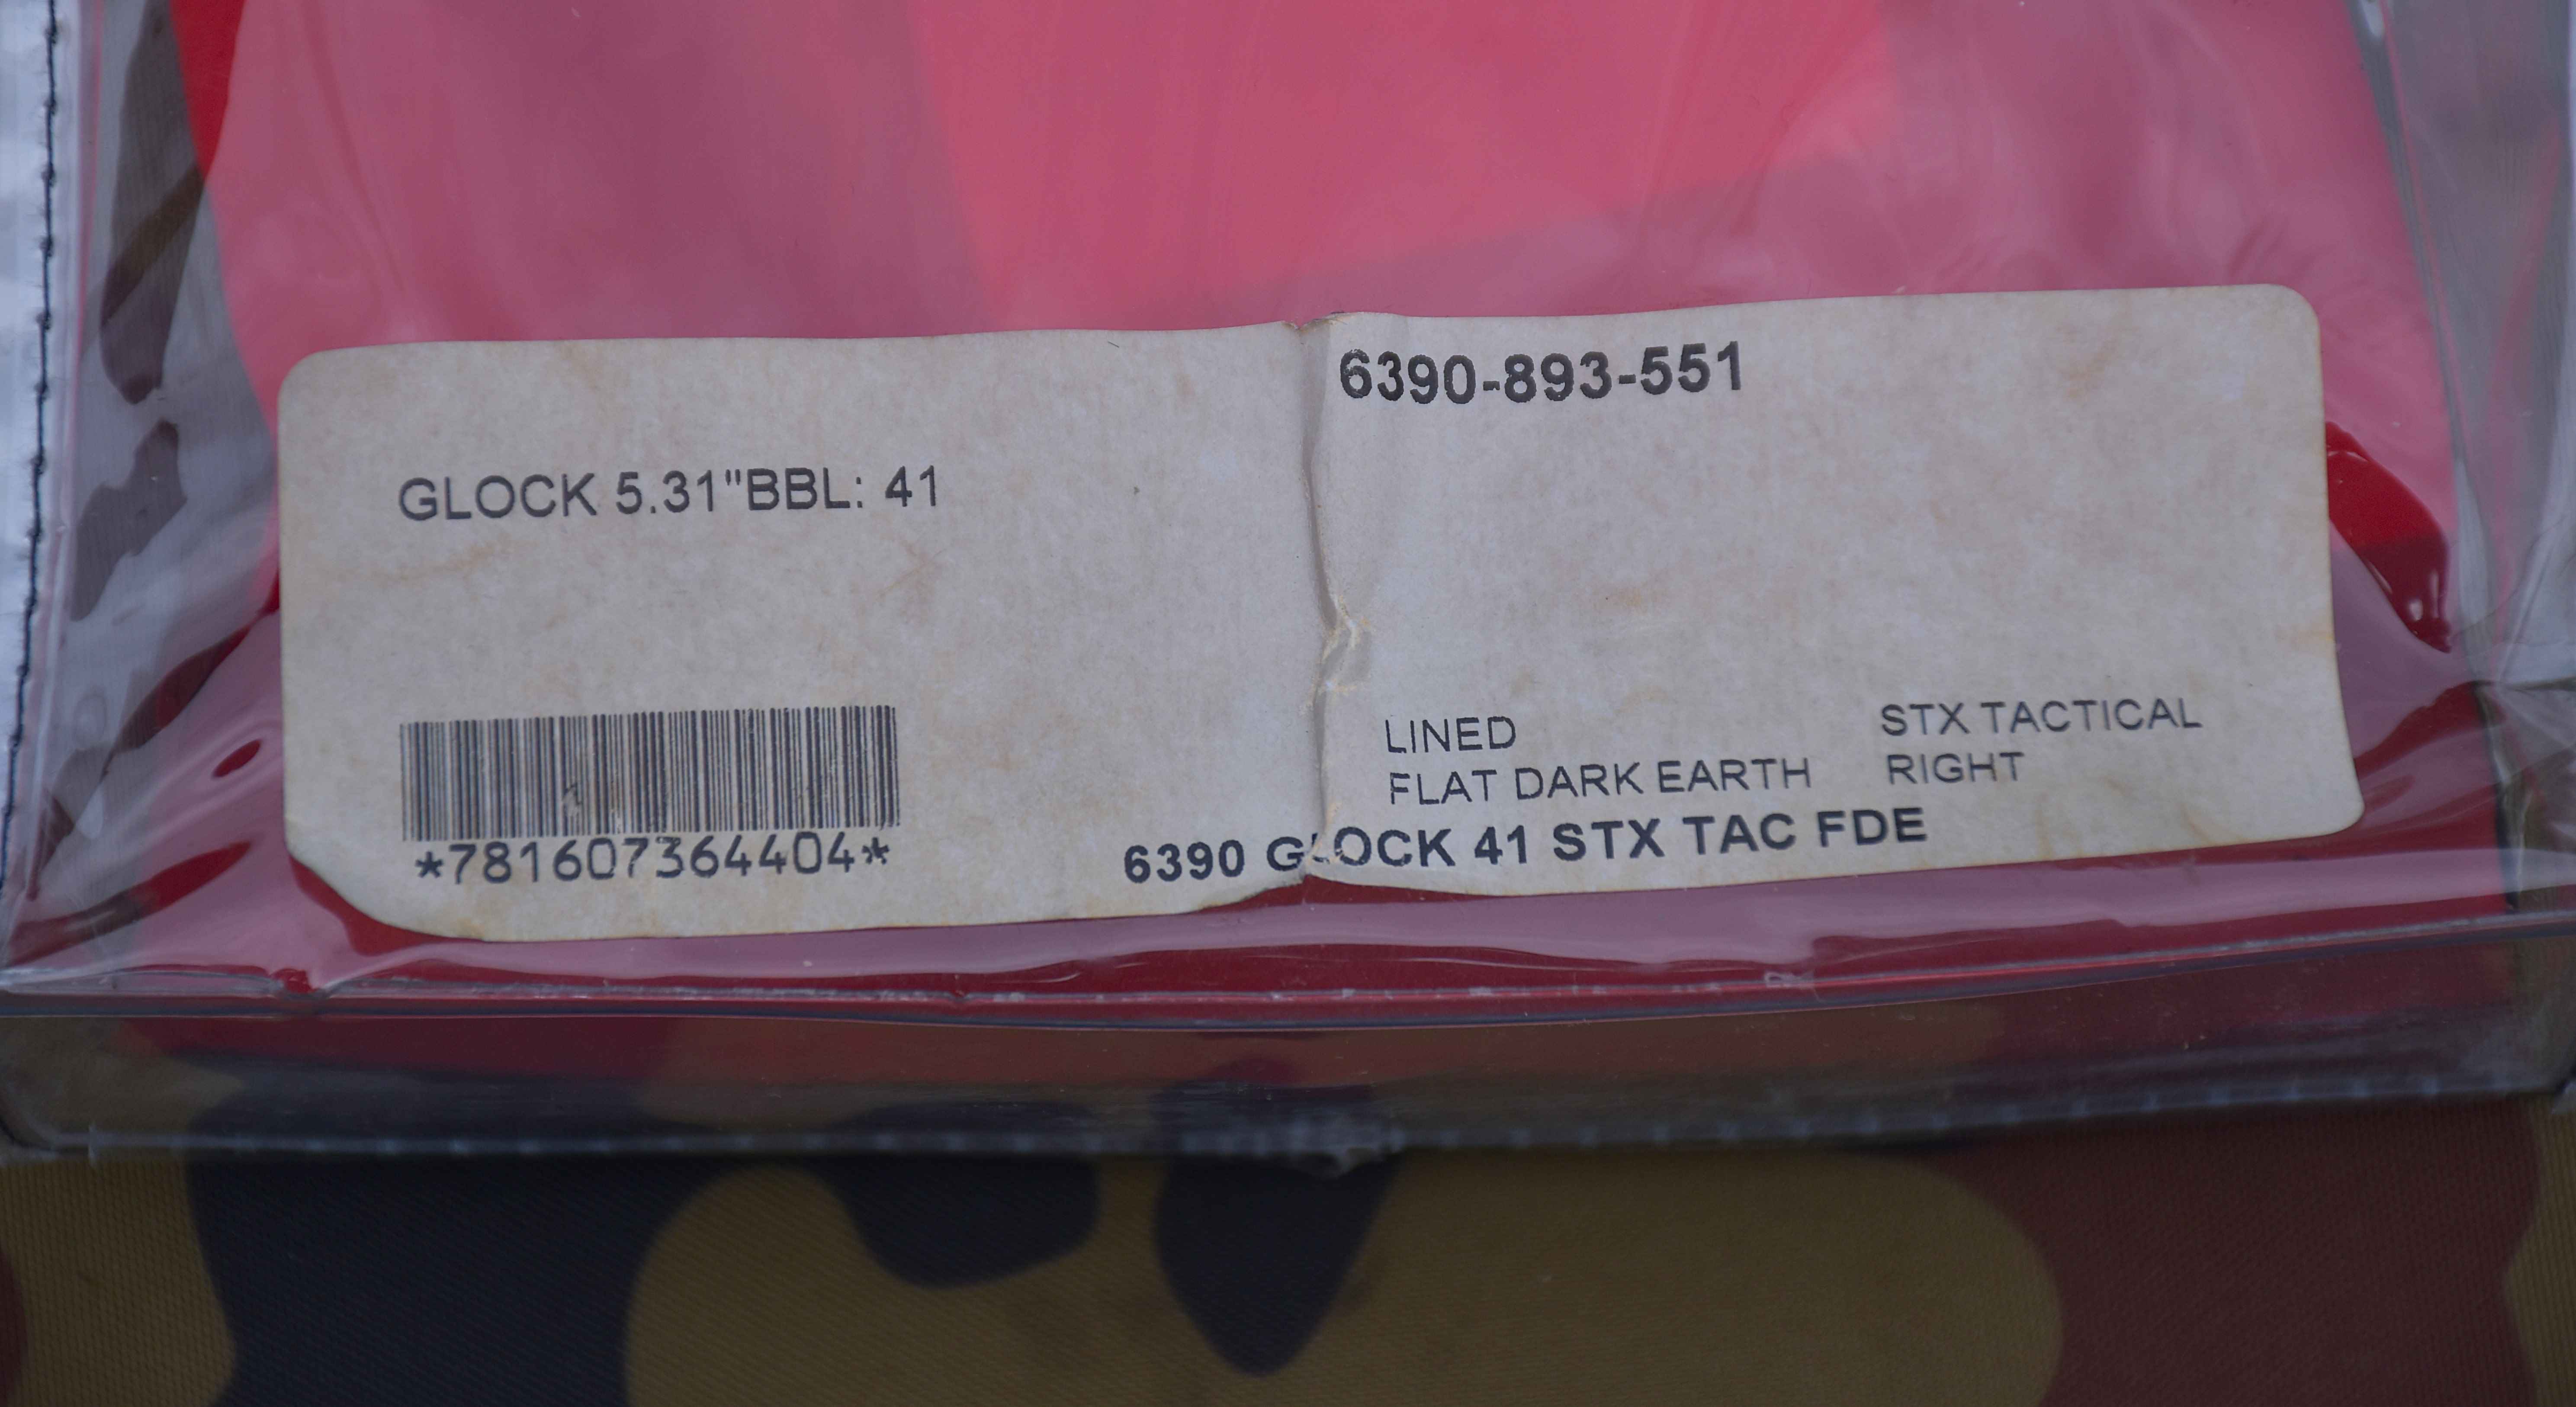 6390-893-551
GLOCK 5.31"BBL: 41
LINED STX TACTICAL
FLAT DARK EARTH RIGHT
*781607364404*
6390 GLOCK 41 STX TAC FDE